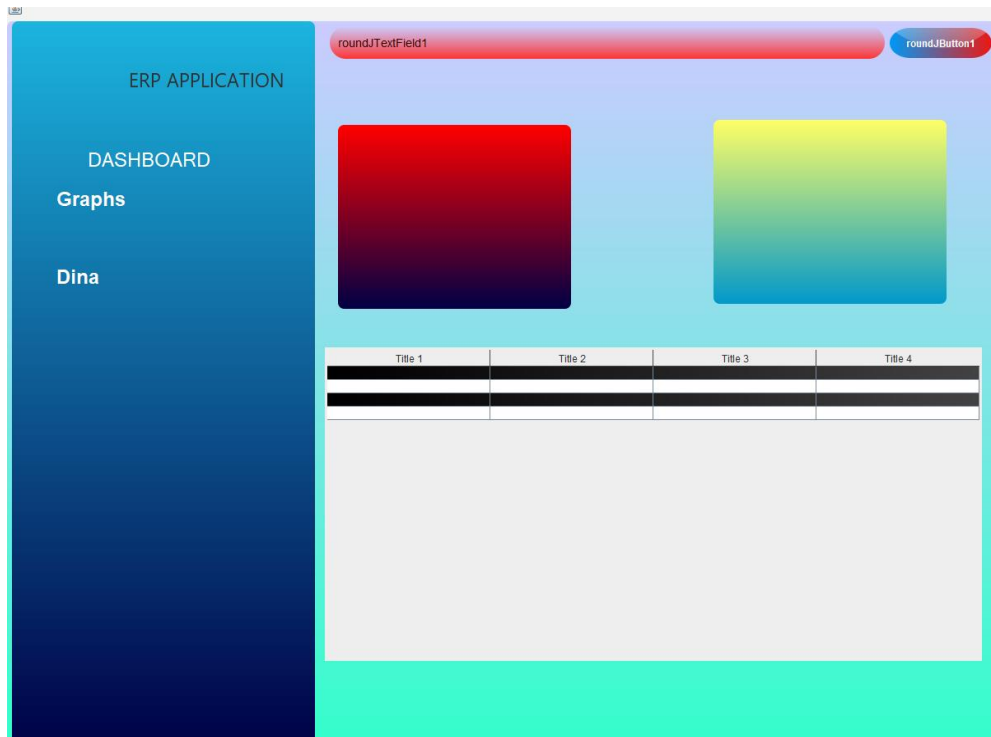 roundJTextField1
roundJButton1
ERP APPLICATION
DASHBOARD
Graphs
Dina
Title 1 Title 2 Title 3 Title 4